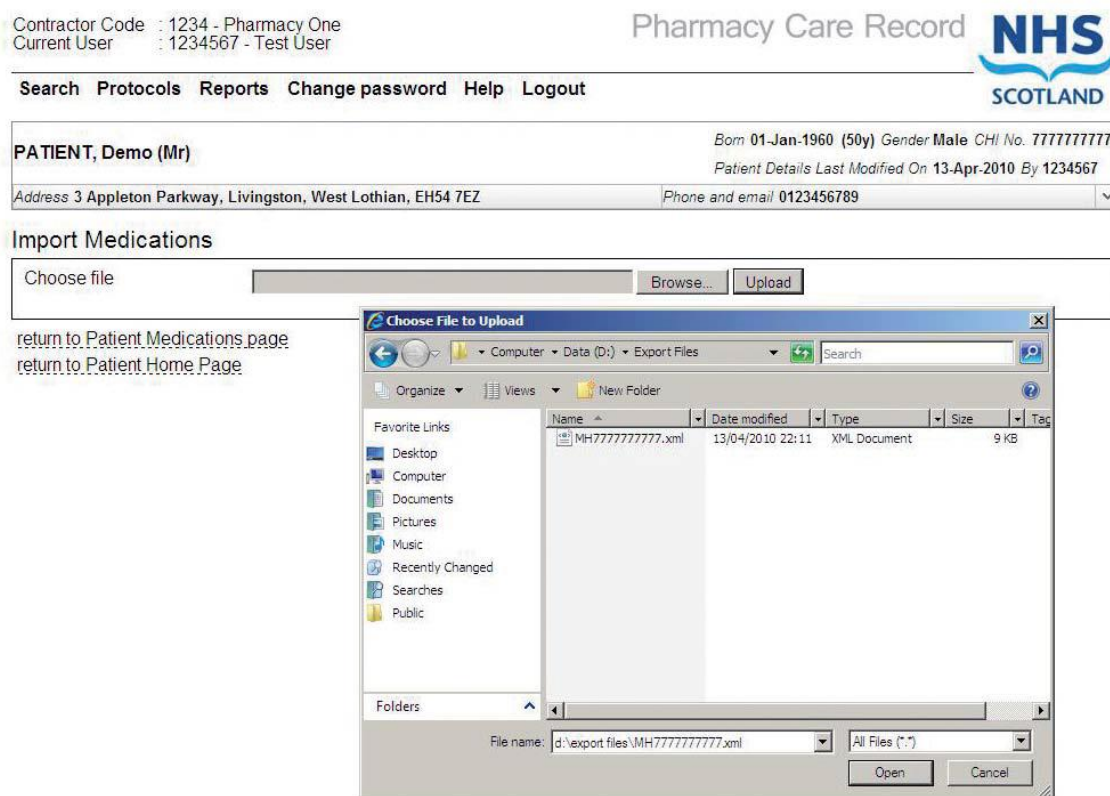 Contractor Code : 1234 - Pharmacy One
Current User : 1234567 - Test User
Pharmacy Care Record
NHS
SCOTLAND
Search Protocols Reports Change password Help Logout
PATIENT, Demo (Mr)
Born 01-Jan-1960 (50y) Gender Male CHI No. 7777777777
Patient Details Last Modified On 13-Apr-2010 By 1234567
Address 3 Appleton Parkway, Livingston, West Lothian, EH54 7EZ
Phone and email 0123456789
Import Medications
Choose file
Browse... Upload
return to Patient Medications page
return to Patient Home Page
Choose File to Upload
Computer Data (D:) Export Files
Search
Organize Views New Folder
Favorite Links
Desktop
Computer
Documents
Pictures
Music
Recently Changed
Searches
Public
Folders
Name Date modified Type Size Tag
MH7777777777.xml 13/04/2010 22:11 XML Document 9 KB
File name: d:\export files\MH7777777777.xml All Files (*.*)
Open Cancel